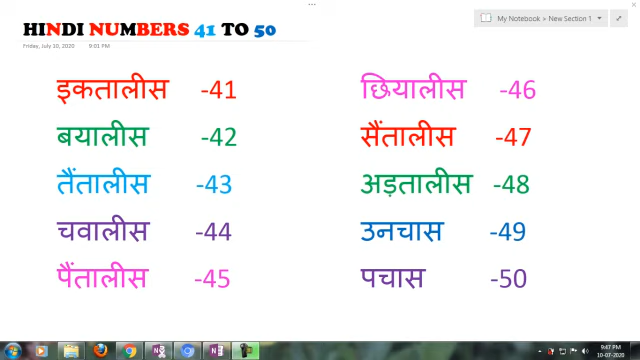 HINDI NUMBERS 41 TO 50
Friday, July 10, 2020 9:01 PM
My Notebook > New Section 1
इकतालीस -41
बयालीस -42
तैंतालीस -43
चवालीस -44
पैंतालीस -45
छियालीस -46
सैंतालीस -47
अड़तालीस -48
उनचास -49
पचास -50
9:47 PM
10-07-2020